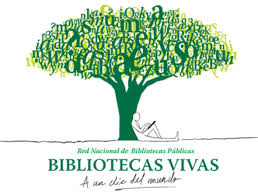 Red Nacional de Bibliotecas Públicas
BIBLIOTECAS VIVAS
A un clic del mundo